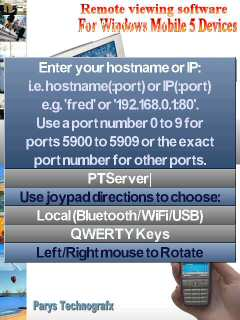 Remote viewing software
For Windows Mobile 5 Devices
Enter your hostname or IP:
i.e. hostname(:port) or IP(:port)
e.g. 'fred' or '192.168.0.1:80'.
Use a port number 0 to 9 for
ports 5900 to 5909 or the exact
port number for other ports.
PTServer|
Use joypad directions to choose:
Local (Bluetooth/WiFi/USB)
QWERTY Keys
Left/Right mouse to Rotate
Parys Technografx